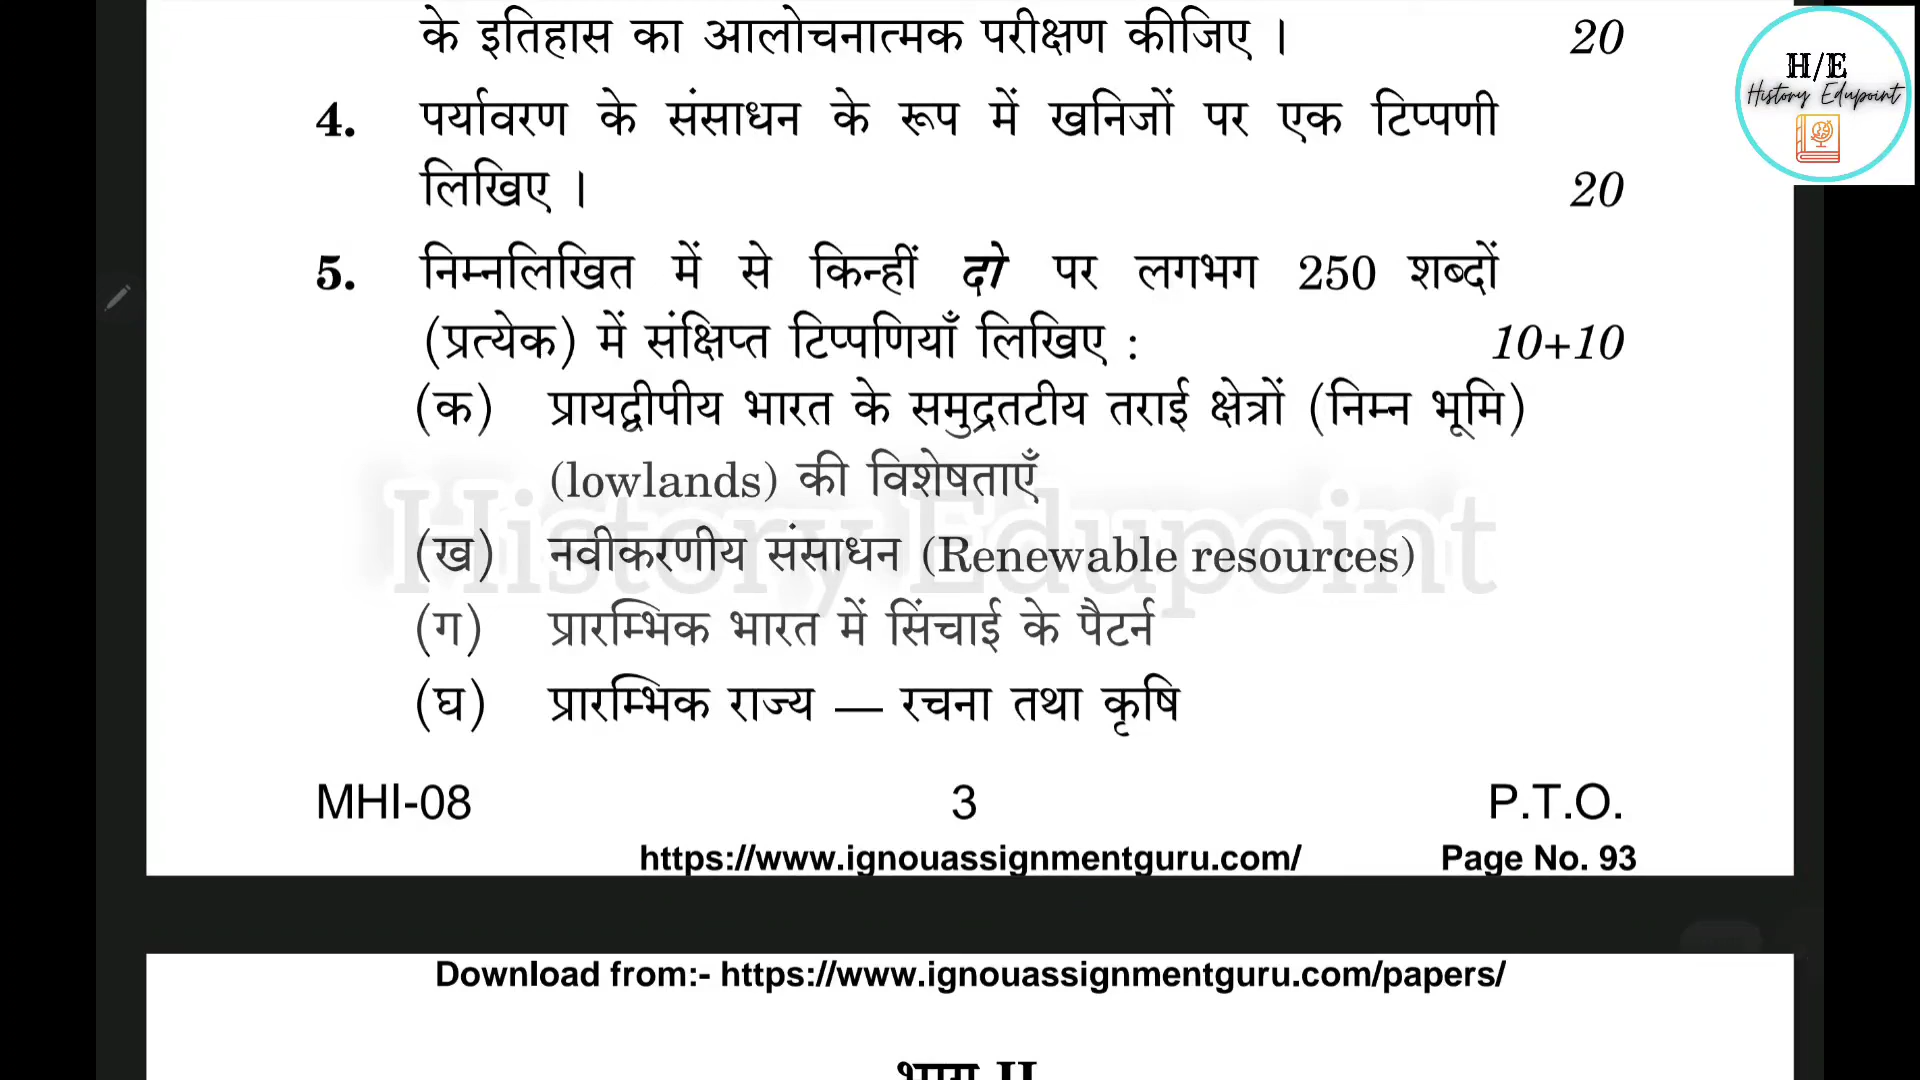 के इतिहास का आलोचनात्मक परीक्षण कीजिए । 20
H/E
History Edupoint
4. पर्यावरण के संसाधन के रूप में खनिजों पर एक टिप्पणी
लिखिए । 20
5. निम्नलिखित में से किन्हीं दो पर लगभग 250 शब्दों
(प्रत्येक) में संक्षिप्त टिप्पणियाँ लिखिए : 10+10
(क) प्रायद्वीपीय भारत के समुद्रतटीय तराई क्षेत्रों (निम्न भूमि)
(lowlands) की विशेषताएँ
History Edupoint
(ख) नवीकरणीय संसाधन (Renewable resources)
(ग) प्रारम्भिक भारत में सिंचाई के पैटर्न
(घ) प्रारम्भिक राज्य — रचना तथा कृषि
MHI-08 3 P.T.O.
https://www.ignouassignmentguru.com/ Page No. 93
Download from:- https://www.ignouassignmentguru.com/papers/
भाग II